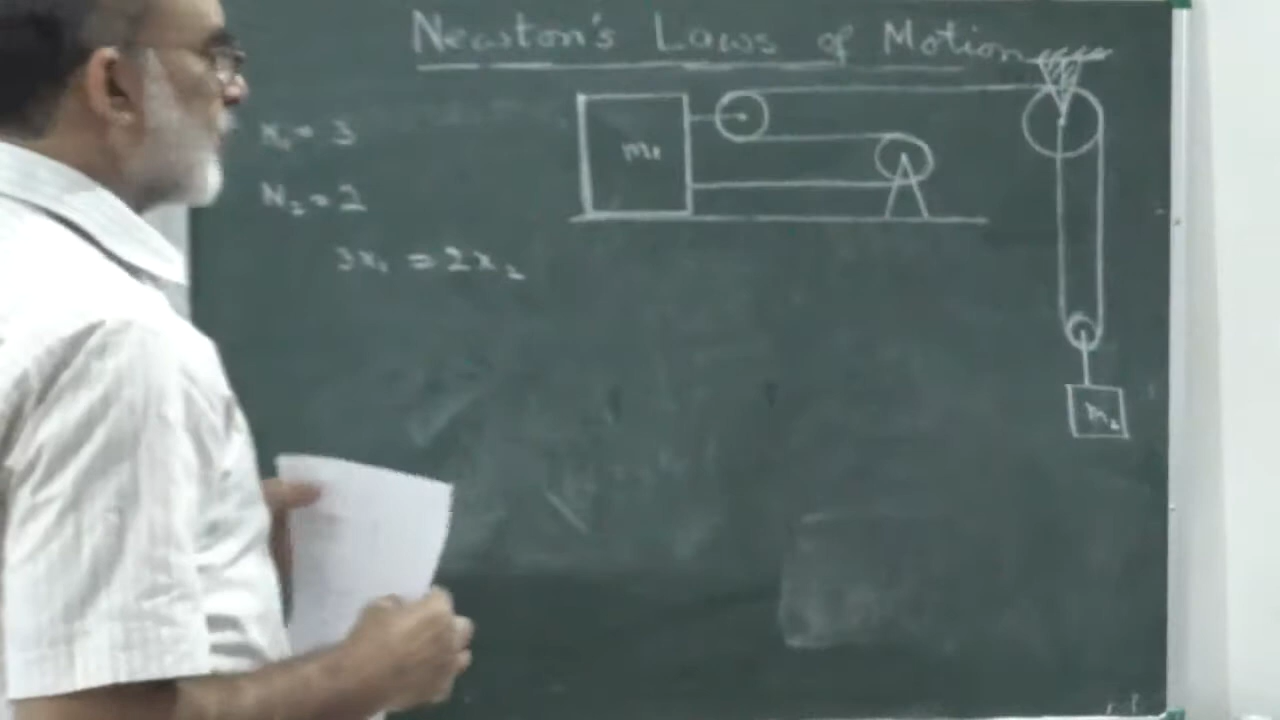 Newton's Laws of Motion
N₁ = 3
N₂ = 2
3x₁ = 2x₂
m₁
m₂